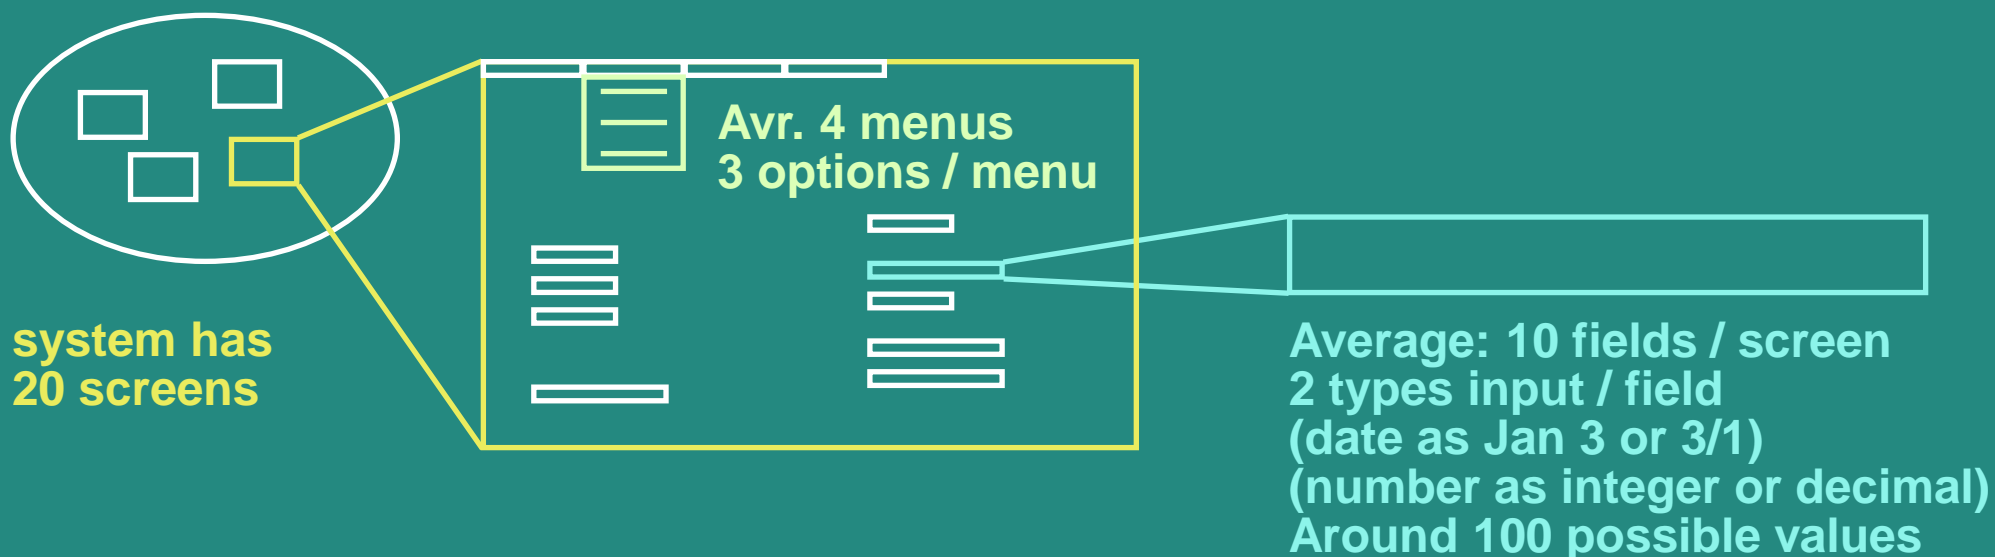 Avr. 4 menus
3 options / menu
system has
20 screens
Average: 10 fields / screen
2 types input / field
(date as Jan 3 or 3/1)
(number as integer or decimal)
Around 100 possible values